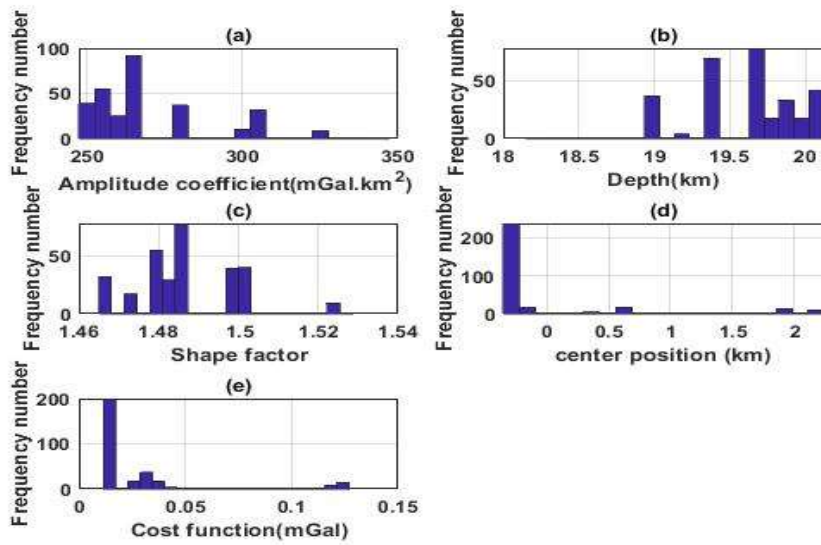 (a)
Frequency number
100
50
0
250
300
350
Amplitude coefficient(mGal.km²)
(b)
Frequency number
50
0
18
18.5
19
19.5
20
Depth(km)
(c)
Frequency number
50
0
1.46
1.48
1.5
1.52
1.54
Shape factor
(d)
Frequency number
200
100
0
0
0.5
1
1.5
2
center position (km)
(e)
Frequency number
200
100
0
0
0.05
0.1
0.15
Cost function(mGal)